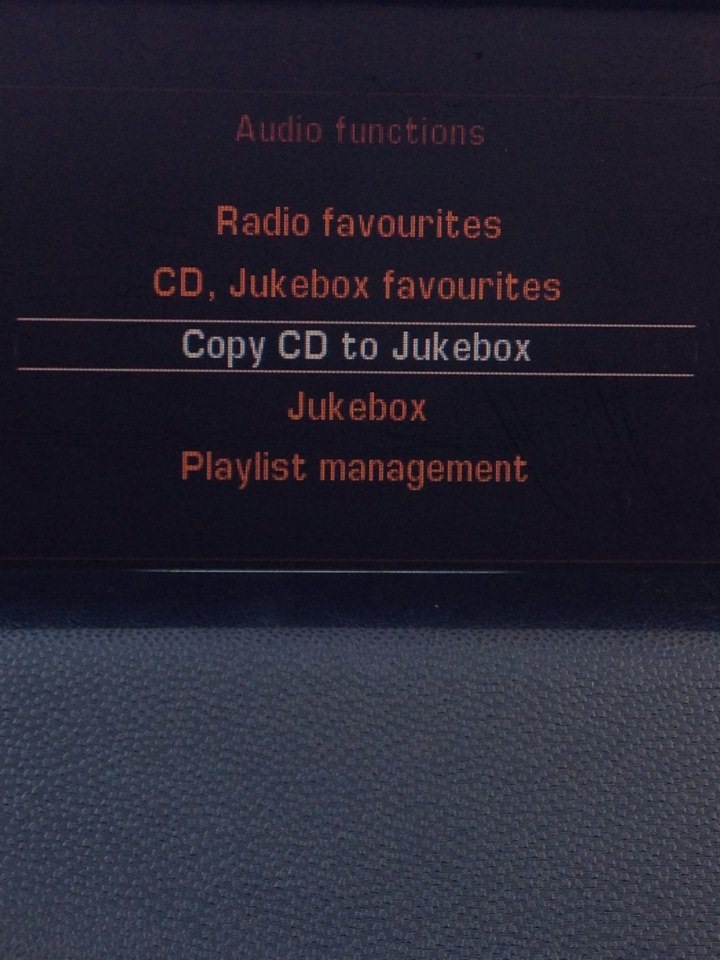 Audio functions
Radio favourites
CD, Jukebox favourites
Copy CD to Jukebox
Jukebox
Playlist management